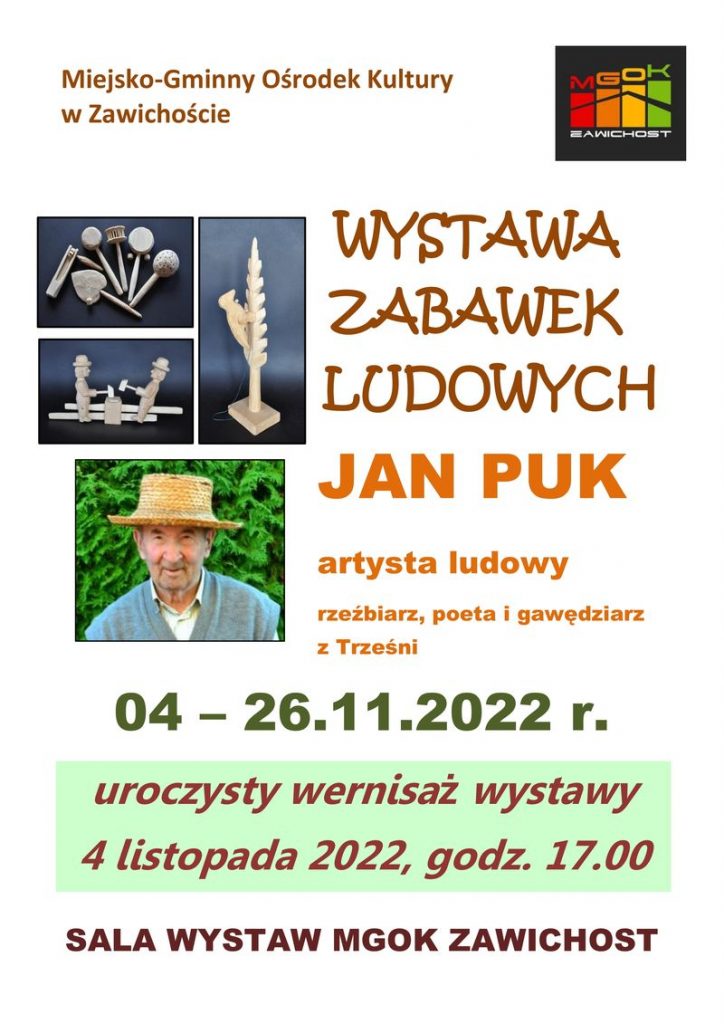 Miejsko-Gminny Ośrodek Kultury
w Zawichoście
MGOK
ZAWICHOST
WYSTAWA
ZABAWEK
LUDOWYCH
JAN PUK
artysta ludowy
rzeźbiarz, poeta i gawędziarz
z Trześni
04 – 26.11.2022 r.
uroczysty wernisaż wystawy
4 listopada 2022, godz. 17.00
SALA WYSTAW MGOK ZAWICHOST